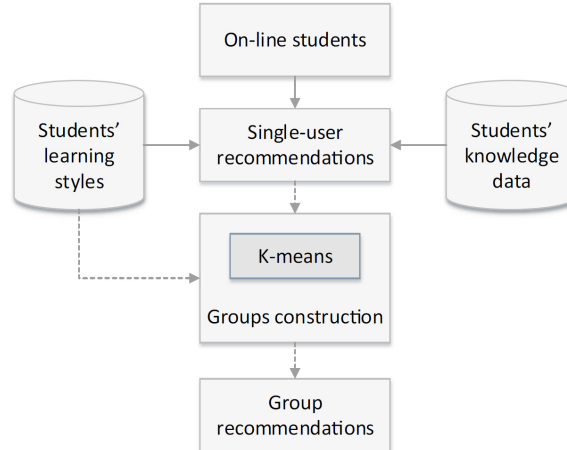 On-line students
Students'
learning
styles
Single-user
recommendations
Students'
knowledge
data
K-means
Groups construction
Group
recommendations